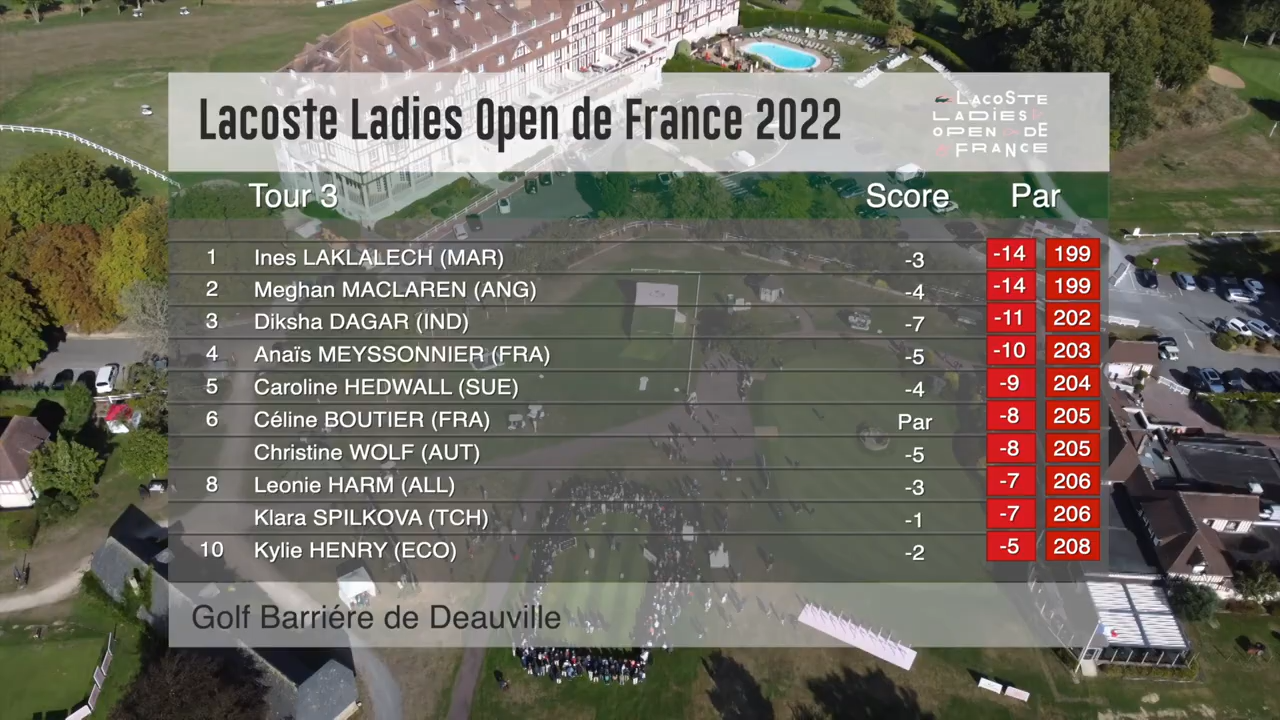 Lacoste Ladies Open de France 2022
LACOSTE
LADIES
OPEN DE
FRANCE
Tour 3 Score Par
1 Ines LAKLALECH (MAR) -3 -14 199
2 Meghan MACLAREN (ANG) -4 -14 199
3 Diksha DAGAR (IND) -7 -11 202
4 Anaïs MEYSSONNIER (FRA) -5 -10 203
5 Caroline HEDWALL (SUE) -4 -9 204
6 Céline BOUTIER (FRA) Par -8 205
Christine WOLF (AUT) -5 -8 205
8 Leonie HARM (ALL) -3 -7 206
Klara SPILKOVA (TCH) -1 -7 206
10 Kylie HENRY (ECO) -2 -5 208
Golf Barriére de Deauville